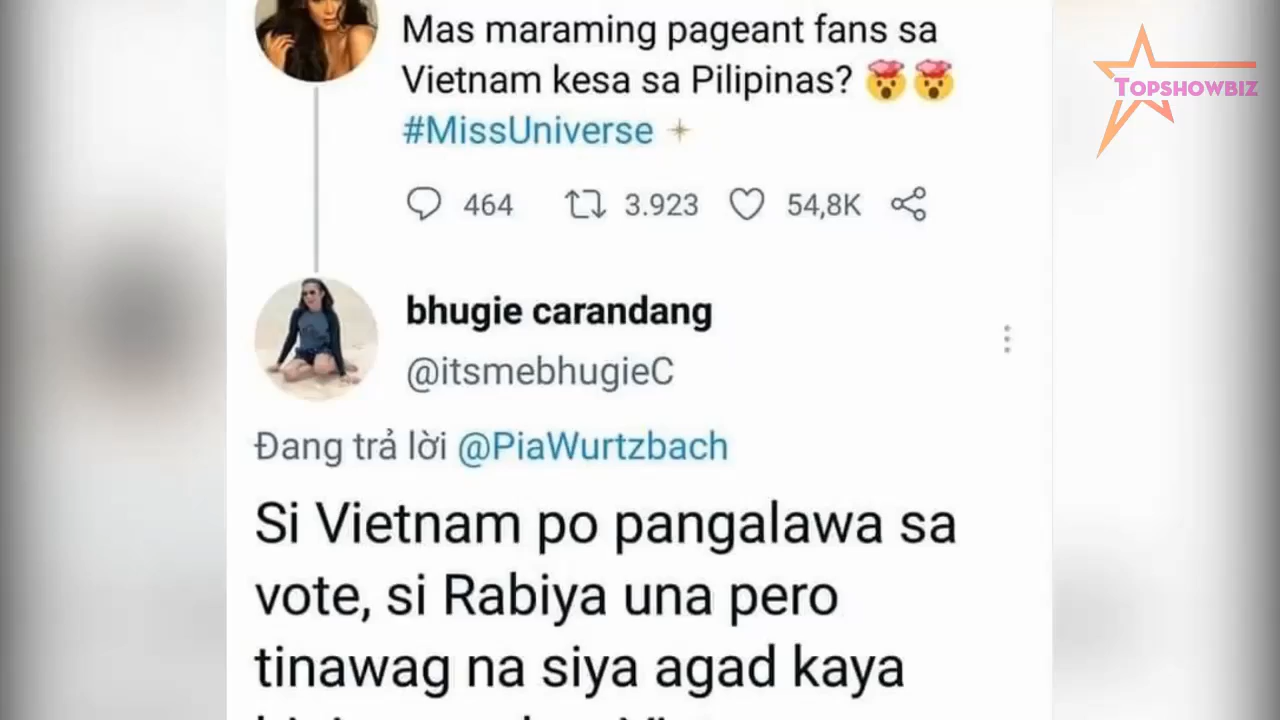 Mas maraming pageant fans sa
Vietnam kesa sa Pilipinas? 🤯🤯
#MissUniverse
464 3.923 54,8K
TOPSHOWBIZ
bhugie carandang
@itsmebhugieC
Đang trả lời @PiaWurtzbach
Si Vietnam po pangalawa sa
vote, si Rabiya una pero
tinawag na siya agad kaya